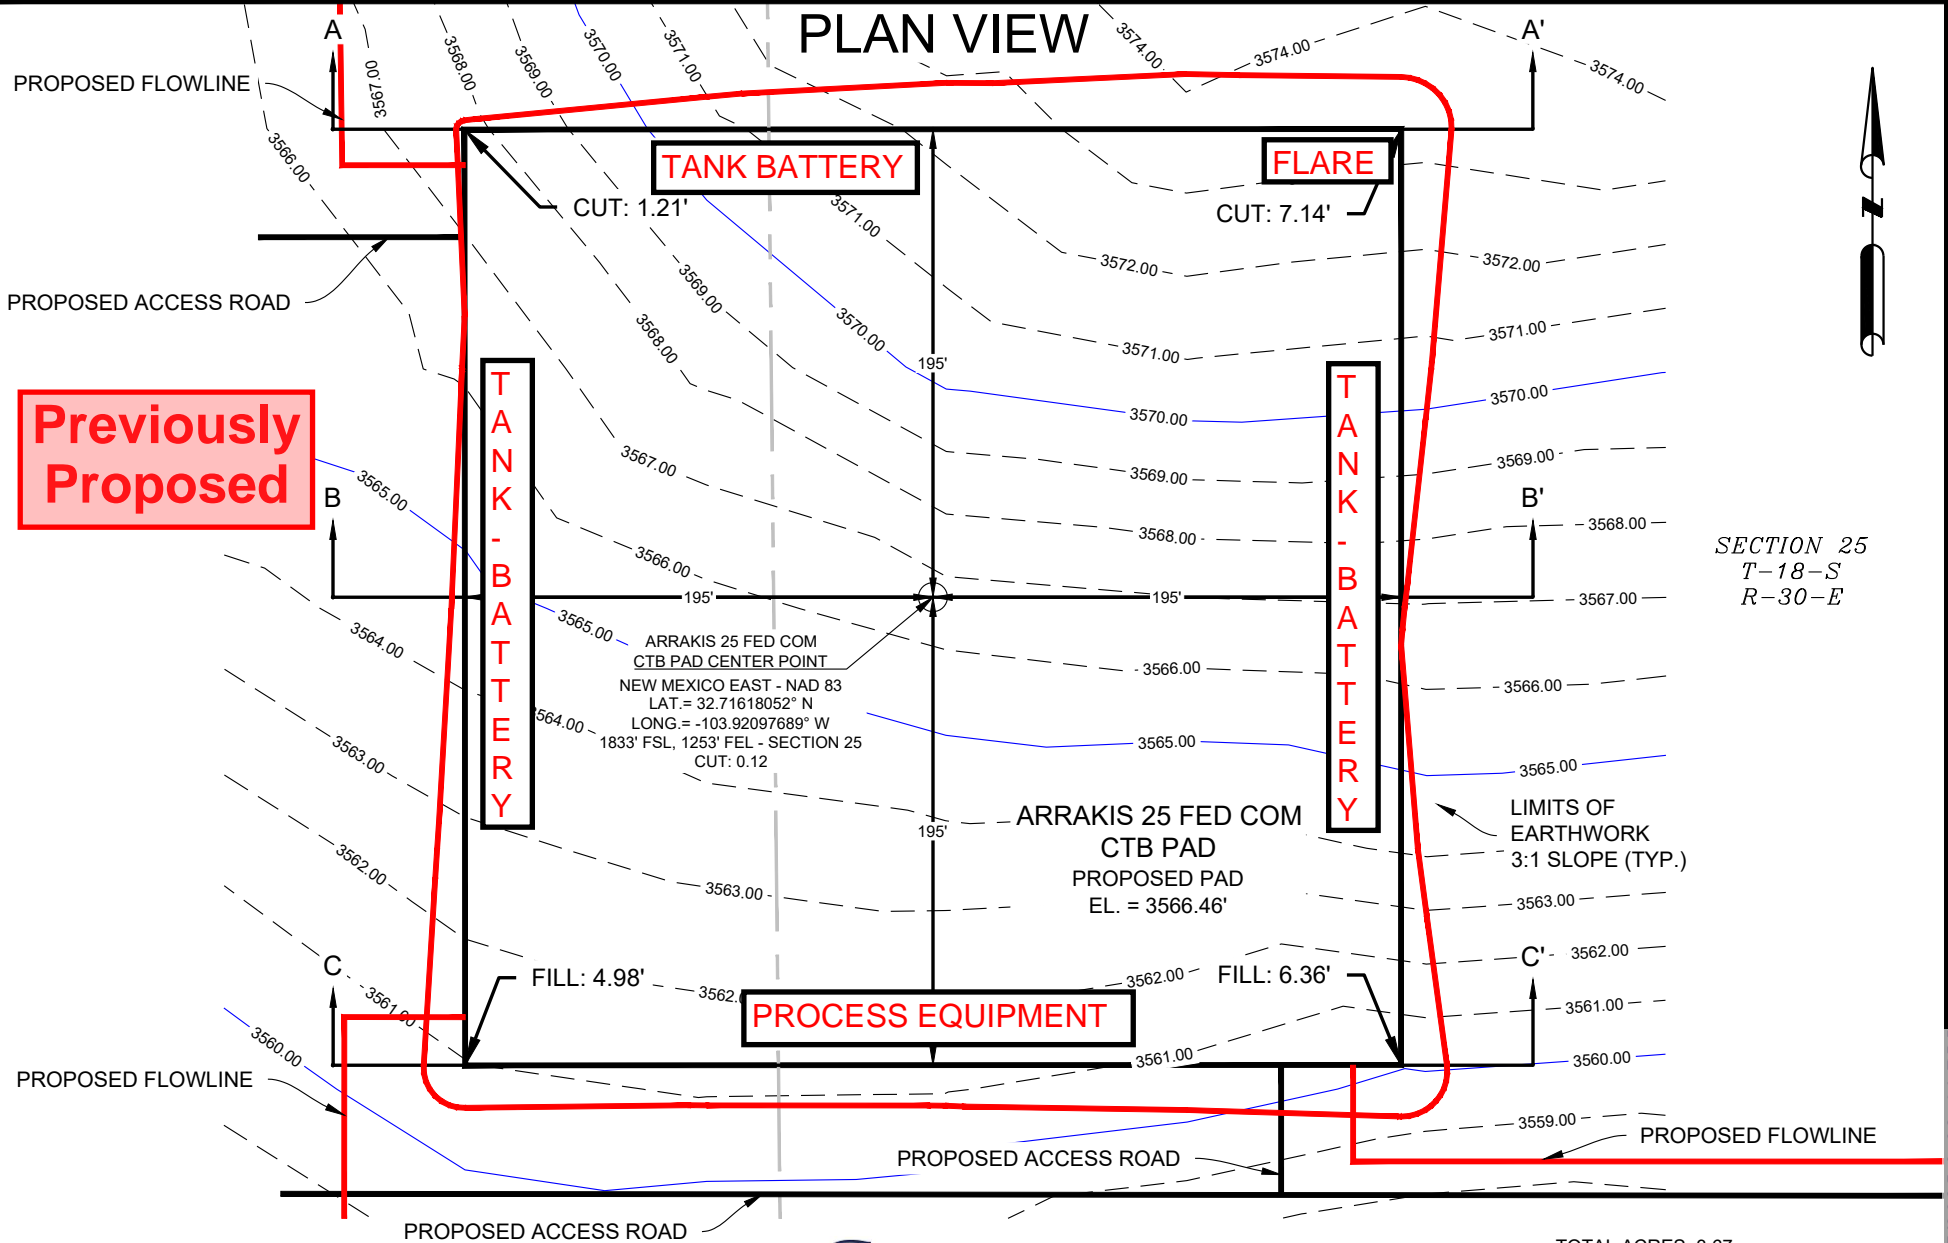 PLAN VIEW
A
A'
PROPOSED FLOWLINE
3566.00
3567.00
3568.00
3569.00
3570.00
3571.00
3574.00
3574.00
3574.00
TANK BATTERY
FLARE
CUT: 1.21'
CUT: 7.14'
PROPOSED ACCESS ROAD
3571.00
3572.00
3572.00
3569.00
3568.00
3570.00
3571.00
3571.00
195'
3570.00
3570.00
Previously
Proposed
TANK-BATTERY
TANK-BATTERY
3567.00
3569.00
3569.00
3565.00
B
B'
3568.00
3568.00
SECTION 25
T-18-S
R-30-E
3566.00
195'
195'
3567.00
3565.00
3564.00
ARRAKIS 25 FED COM
CTB PAD CENTER POINT
NEW MEXICO EAST - NAD 83
LAT.= 32.71618052° N
LONG.= -103.92097689° W
1833' FSL, 1253' FEL - SECTION 25
CUT: 0.12
3566.00
3566.00
3564.00
3563.00
3565.00
3565.00
195'
ARRAKIS 25 FED COM
CTB PAD
PROPOSED PAD
EL. = 3566.46'
LIMITS OF
EARTHWORK
3:1 SLOPE (TYP.)
3562.00
3563.00
3563.00
C
C'
3562.00
FILL: 4.98'
FILL: 6.36'
3561.00
3562.0
3562.00
PROCESS EQUIPMENT
3561.00
3560.00
3561.00
3560.00
PROPOSED FLOWLINE
3559.00
PROPOSED FLOWLINE
PROPOSED ACCESS ROAD
PROPOSED ACCESS ROAD